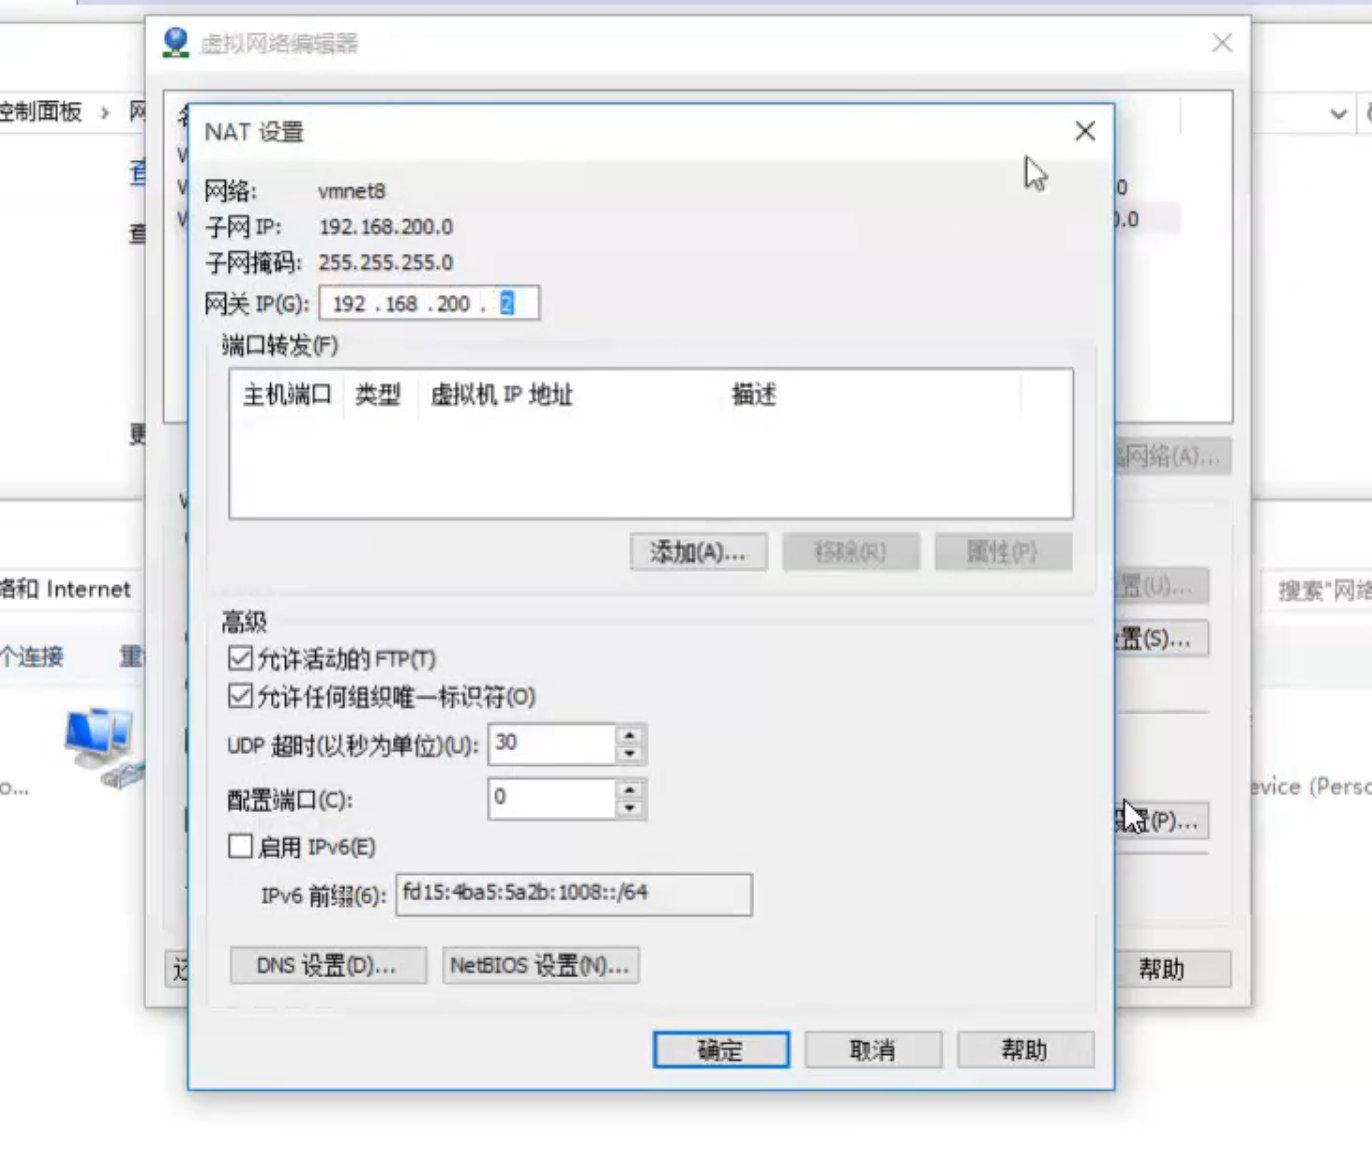 虚拟网络编辑器
控制面板 › 网
NAT 设置
网络: vmnet8
子网 IP: 192.168.200.0
子网掩码: 255.255.255.0
网关 IP(G): 192 . 168 . 200 . 2
端口转发(F)
主机端口 类型 虚拟机 IP 地址 描述
网络(A)...
添加(A)... 移除(R) 属性(P)
置(U)...
络和 Internet
搜索"网络
高级
置(S)...
个连接
允许活动的 FTP(T)
允许任何组织唯一标识符(O)
UDP 超时(以秒为单位)(U): 30
配置端口(C): 0
evice (Perso
置(P)...
启用 IPv6(E)
IPv6 前缀(6): fd15:4ba5:5a2b:1008::/64
DNS 设置(D)... NetBIOS 设置(N)...
还
帮助
确定 取消 帮助